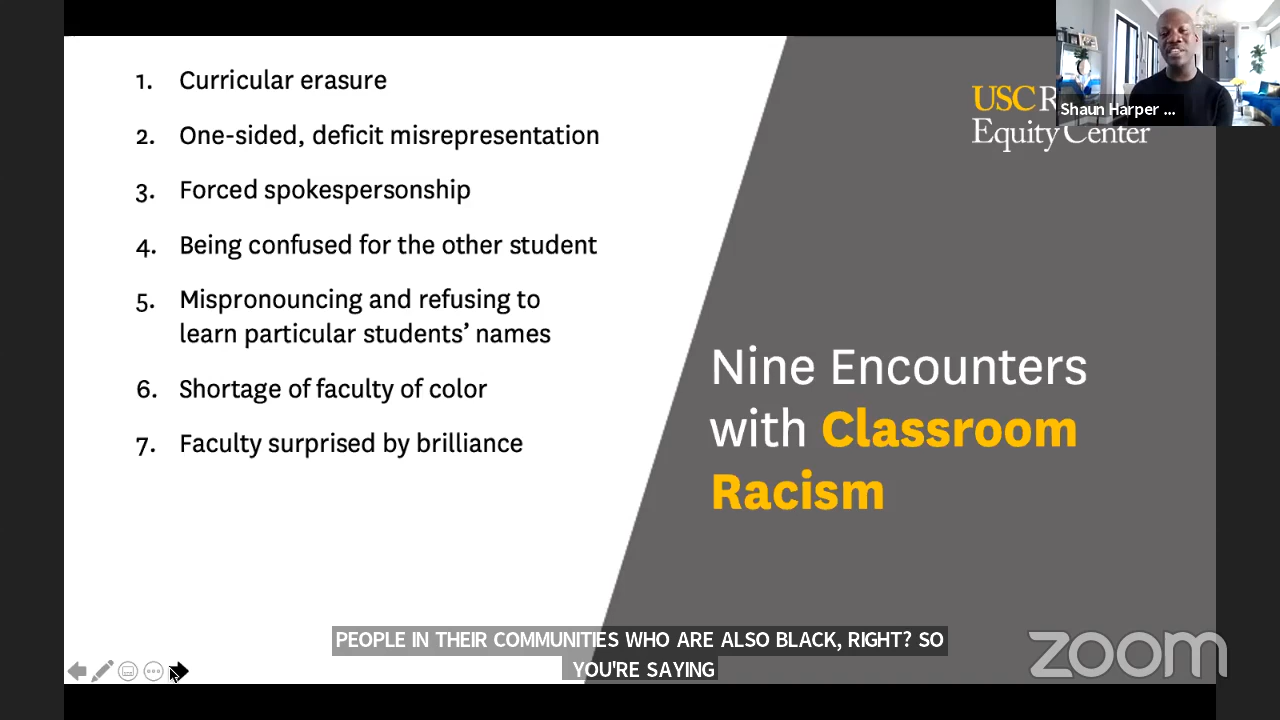 1. Curricular erasure
2. One-sided, deficit misrepresentation
3. Forced spokespersonship
4. Being confused for the other student
5. Mispronouncing and refusing to
learn particular students’ names
6. Shortage of faculty of color
7. Faculty surprised by brilliance
USC
Equity Center
Shaun Harper ...
Nine Encounters
with Classroom
Racism
PEOPLE IN THEIR COMMUNITIES WHO ARE ALSO BLACK, RIGHT? SO
YOU'RE SAYING
zoom